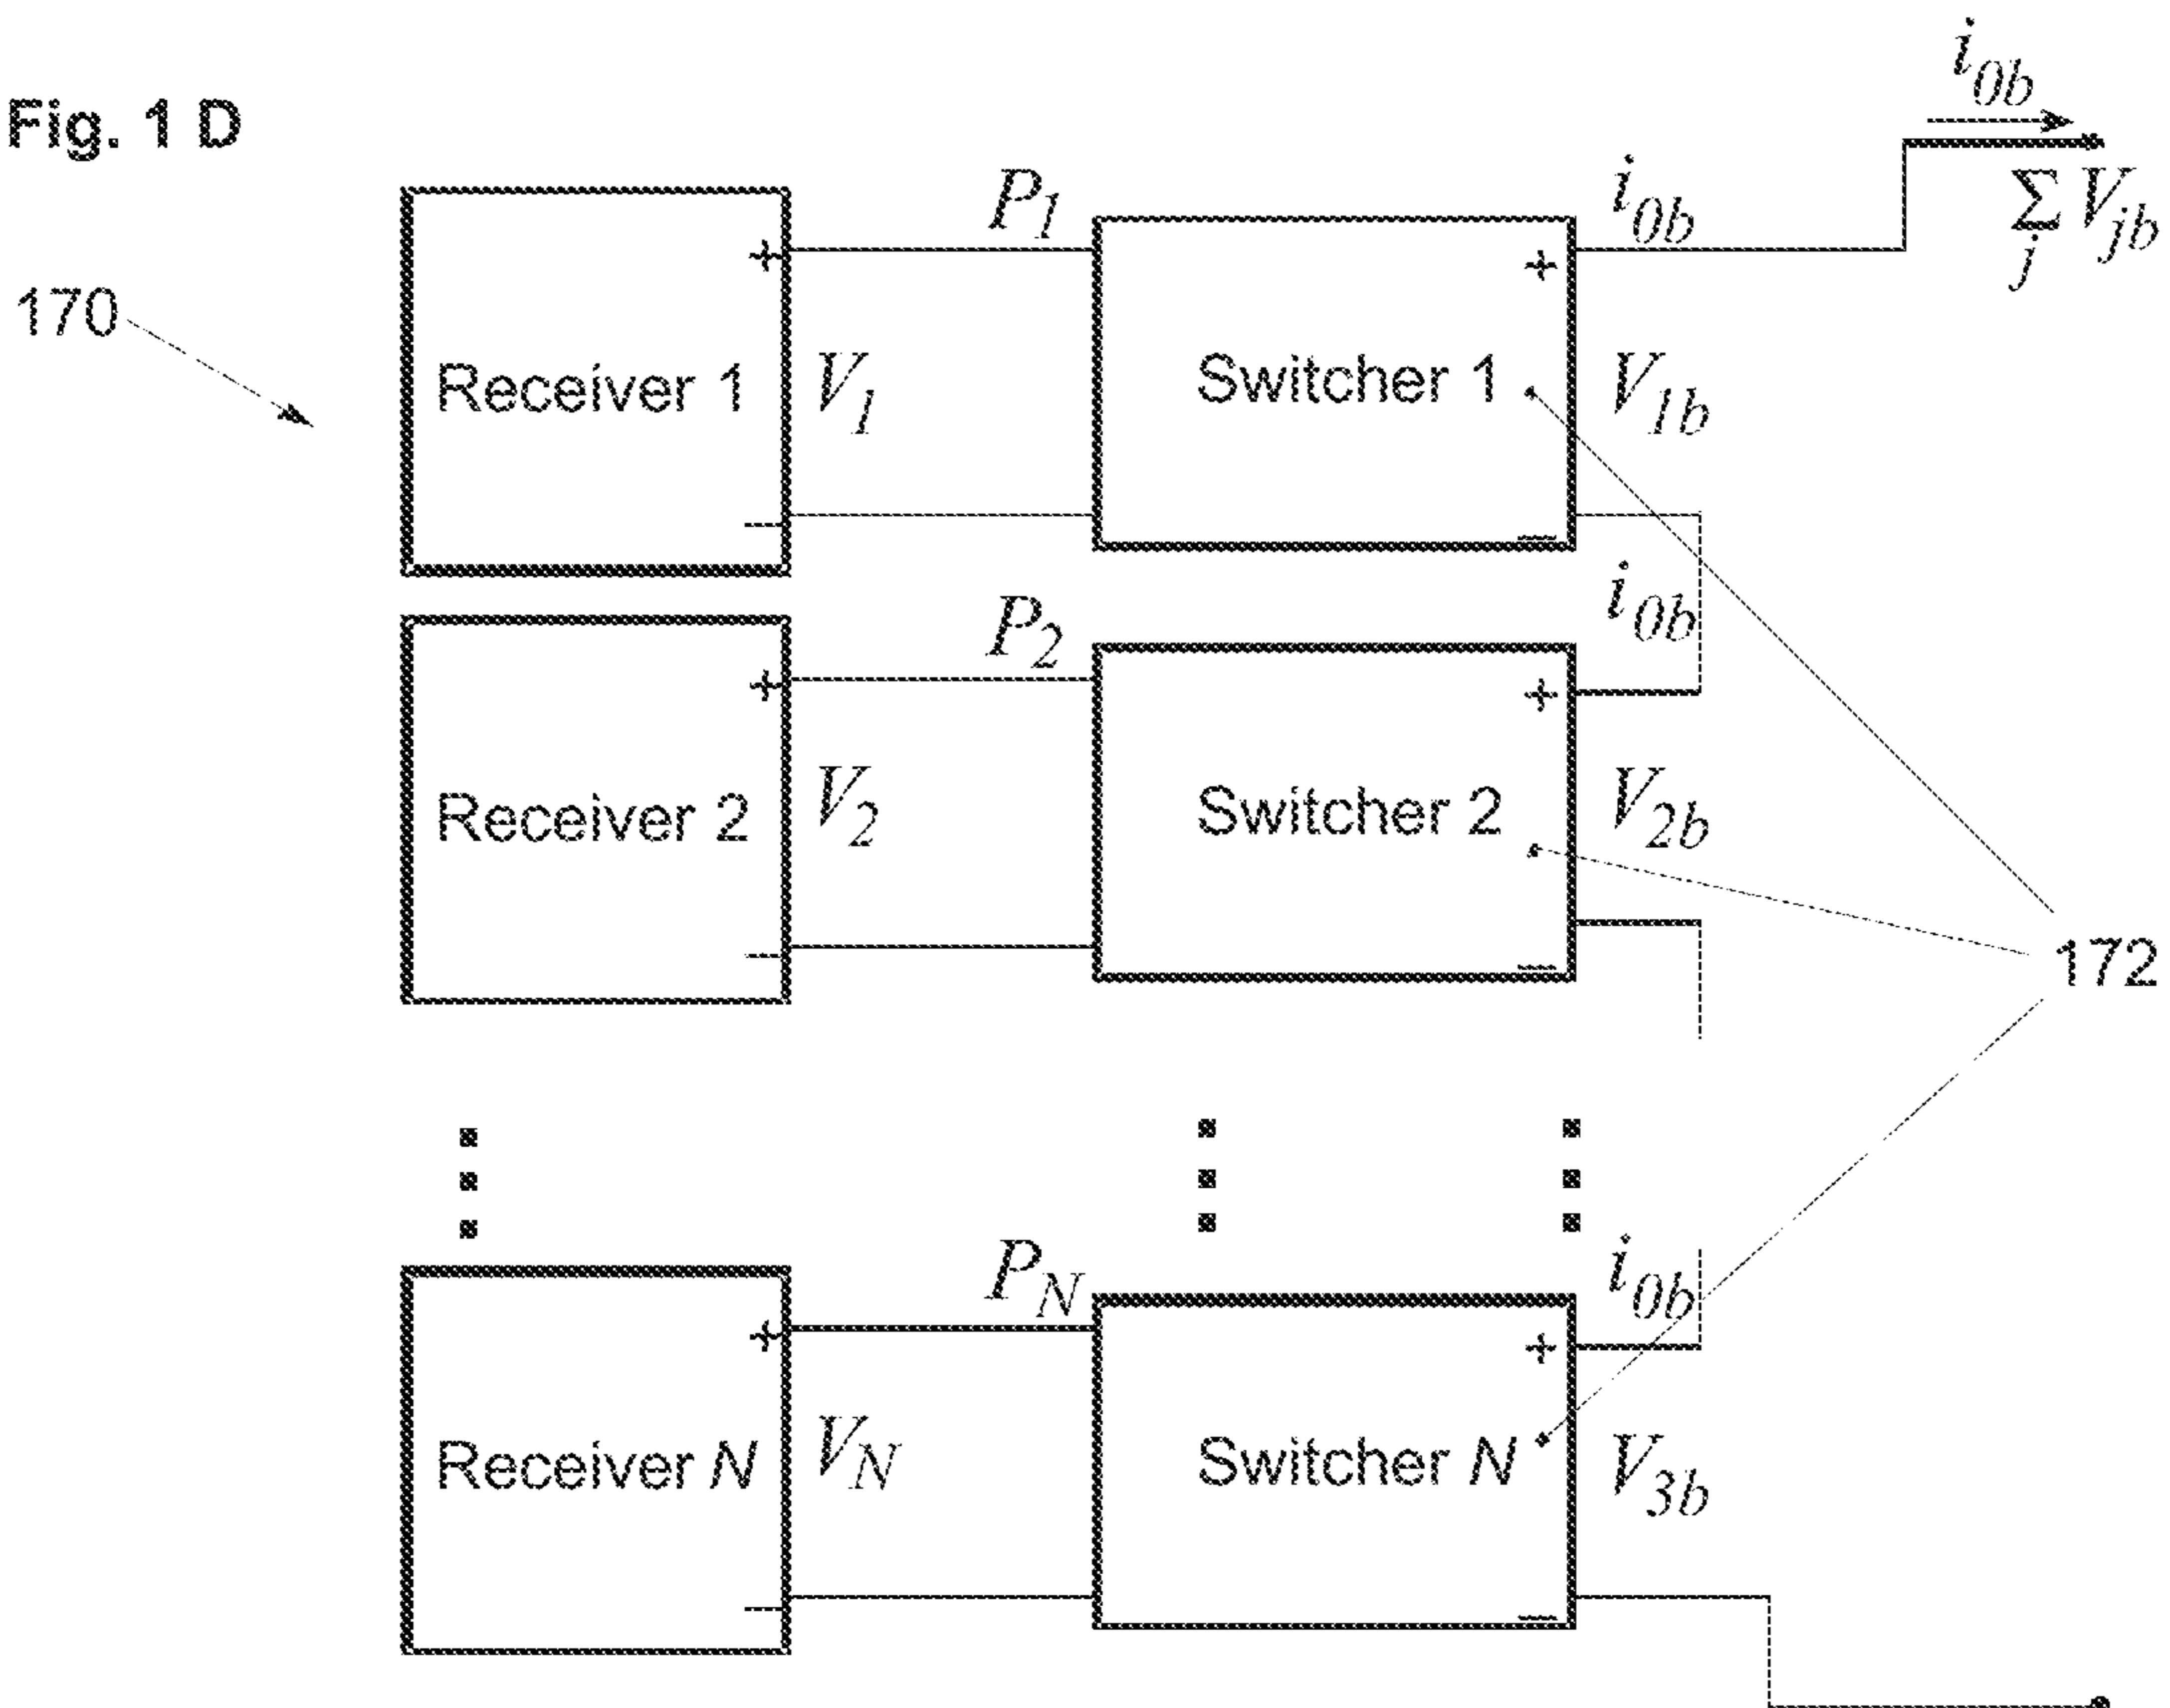 Fig. 1 D
i0b
∑j Vjb
170
Receiver 1
+
−
V1
P1
Switcher 1
+
−
i0b
V1b
Receiver 2
+
−
V2
P2
Switcher 2
+
−
i0b
V2b
172
Receiver N
+
−
VN
PN
Switcher N
+
−
i0b
V3b